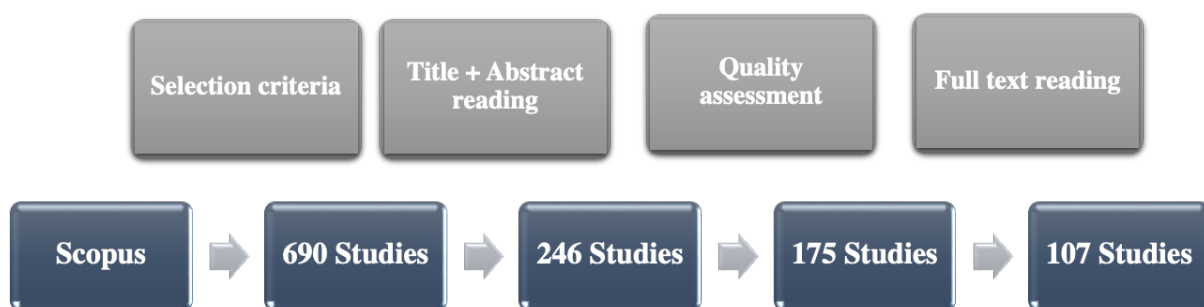 Selection criteria
Title + Abstract
reading
Quality
assessment
Full text reading
Scopus
690 Studies
246 Studies
175 Studies
107 Studies